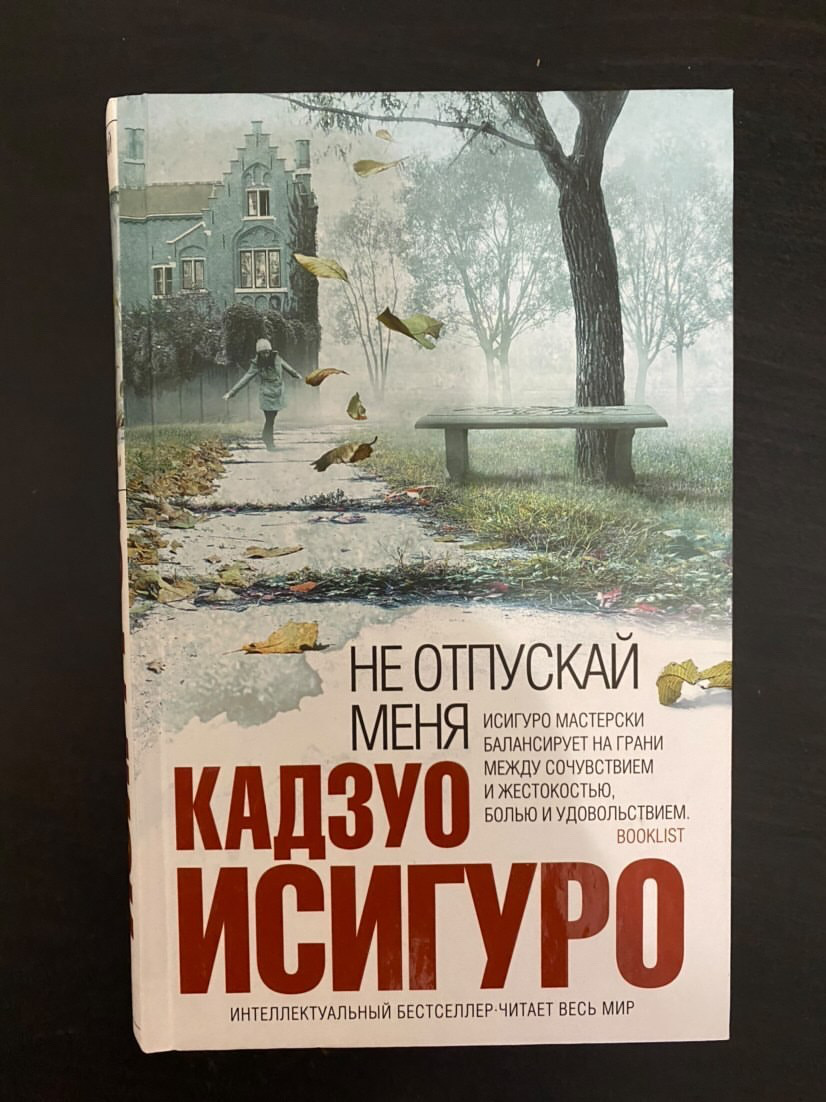 НЕ ОТПУСКАЙ
МЕНЯ
ИСИГУРО МАСТЕРСКИ
БАЛАНСИРУЕТ НА ГРАНИ
МЕЖДУ СОЧУВСТВИЕМ
И ЖЕСТОКОСТЬЮ,
БОЛЬЮ И УДОВОЛЬСТВИЕМ.
BOOKLIST
КАДЗУО
ИСИГУРО
ИНТЕЛЛЕКТУАЛЬНЫЙ БЕСТСЕЛЛЕР·ЧИТАЕТ ВЕСЬ МИР